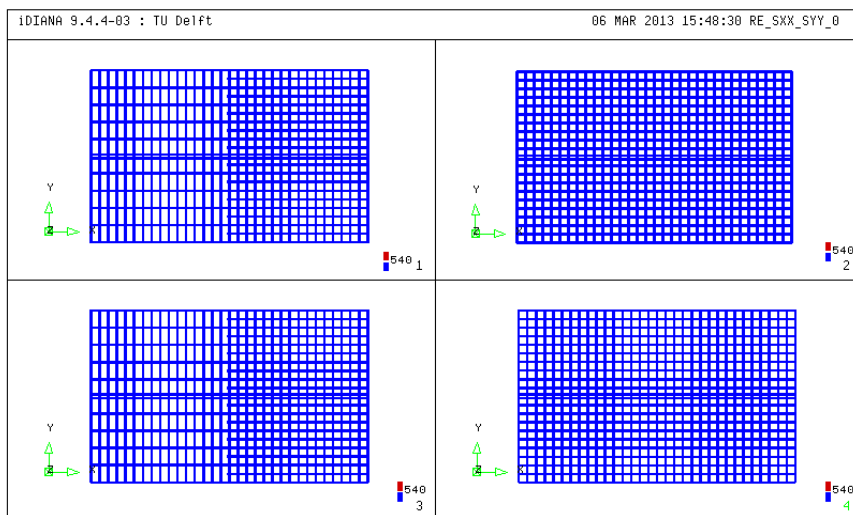 iDIANA 9.4.4-03 : TU Delft 06 MAR 2013 15:48:30 RE_SXX_SYY_0
Y
Z X
540
1
Y
Z X
540
2
Y
Z X
540
3
Y
Z X
540
4